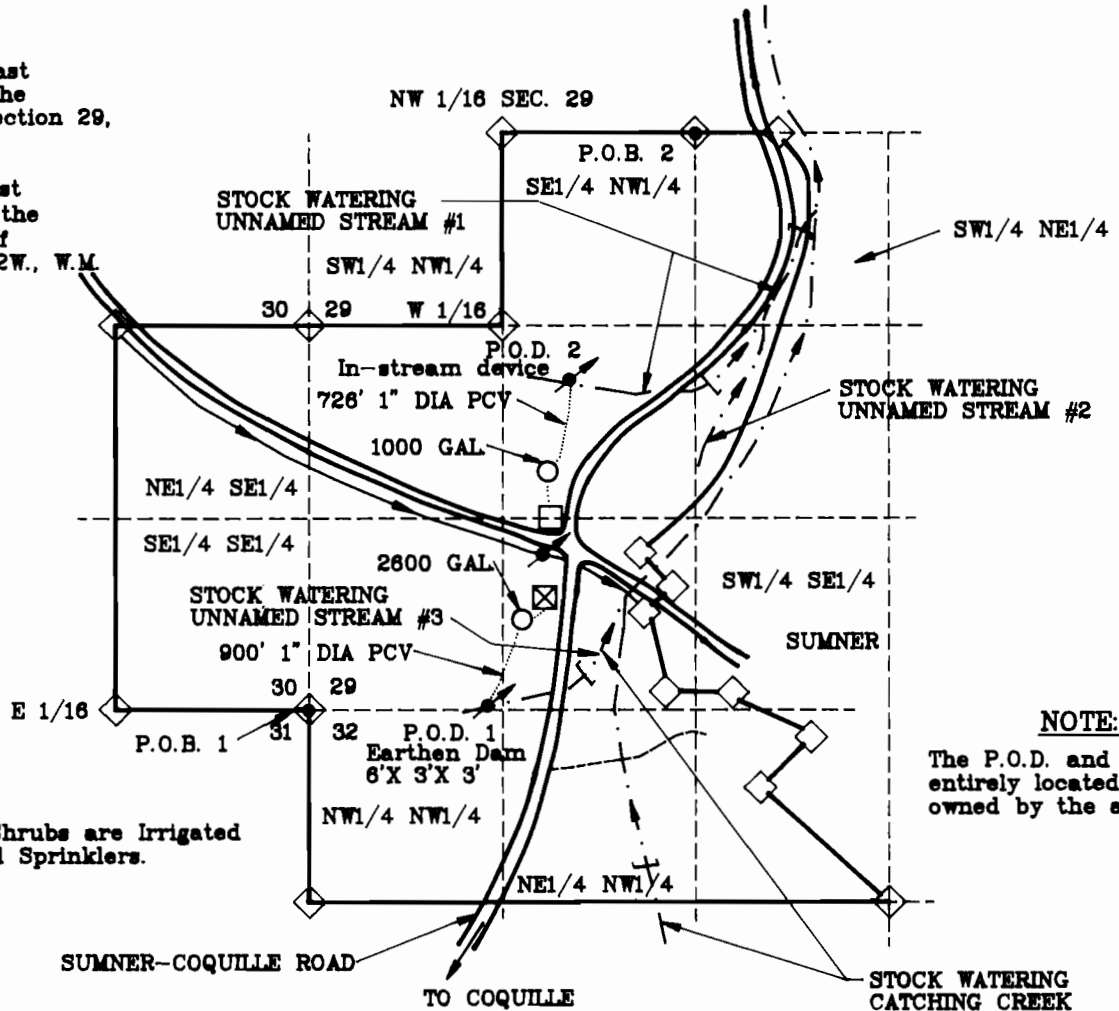 ast
the
ection 29,
NW 1/16 SEC. 29
P.O.B. 2
SE1/4 NW1/4
st
the
f
2W., W.M.
STOCK WATERING
UNNAMED STREAM #1
SW1/4 NW1/4
SW1/4 NE1/4
30 29
W 1/16
P.O.D. 2
In-stream device
726' 1" DIA PCV
STOCK WATERING
UNNAMED STREAM #2
1000 GAL
NE1/4 SE1/4
SE1/4 SE1/4
2600 GAL
SW1/4 SE1/4
STOCK WATERING
UNNAMED STREAM #3
900' 1" DIA PCV
SUMNER
30 29
E 1/16
31 32
P.O.B. 1
P.O.D. 1
Earthen Dam
6'X 3'X 3'
NOTE:
The P.O.D. and
entirely located
owned by the s
NW1/4 NW1/4
Shrubs are Irrigated
l Sprinklers.
NE1/4 NW1/4
SUMNER-COQUILLE ROAD
TO COQUILLE
STOCK WATERING
CATCHING CREEK